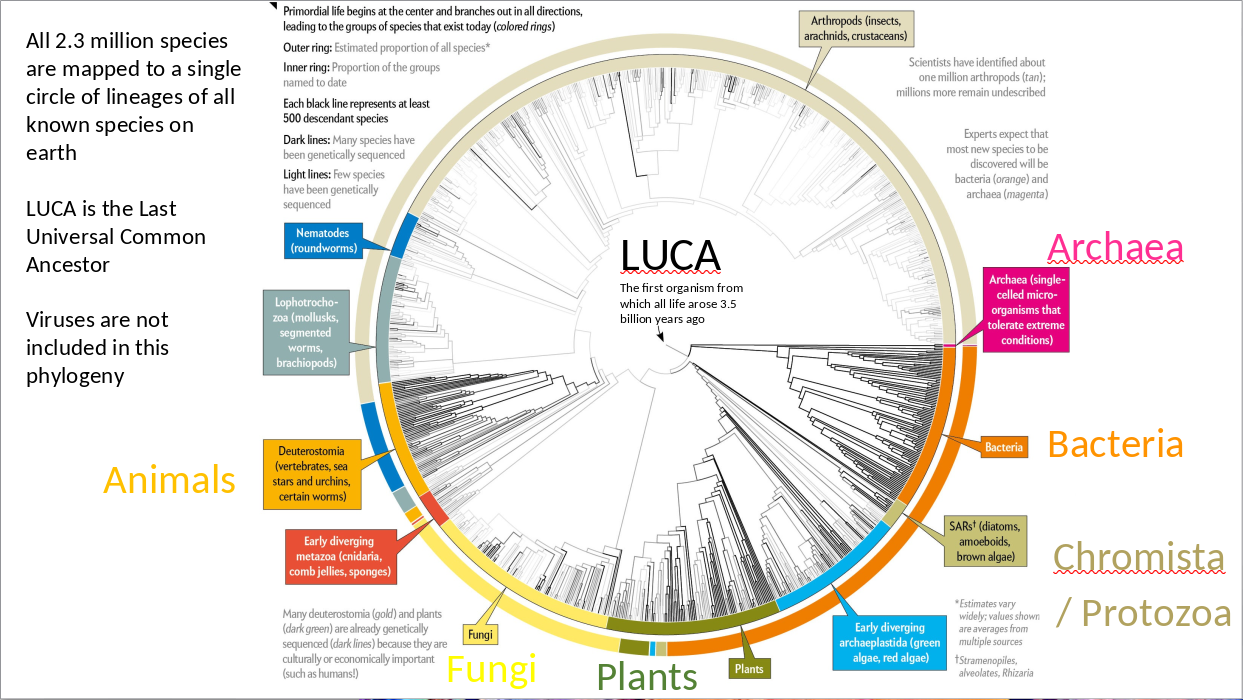 All 2.3 million species
are mapped to a single
circle of lineages of all
known species on
earth
LUCA is the Last
Universal Common
Ancestor
Viruses are not
included in this
phylogeny
Primordial life begins at the center and branches out in all directions,
leading to the groups of species that exist today (colored rings)
Outer ring: Estimated proportion of all species*
Inner ring: Proportion of the groups
named to date
Each black line represents at least
500 descendant species
Dark lines: Many species have
been genetically sequenced
Light lines: Few species
have been genetically
sequenced
Arthropods (insects,
arachnids, crustaceans)
Scientists have identified about
one million arthropods (tan);
millions more remain undescribed
Experts expect that
most new species to be
discovered will be
bacteria (orange) and
archaea (magenta)
Nematodes
(roundworms)
LUCA
The first organism from
which all life arose 3.5
billion years ago
Archaea
Archaea (single-
celled micro-
organisms that
tolerate extreme
conditions)
Lophotrocho-
zoa (mollusks,
segmented
worms,
brachiopods)
Bacteria
Bacteria
Animals
Deuterostomia
(vertebrates, sea
stars and urchins,
certain worms)
SARs† (diatoms,
amoeboids,
brown algae)
Chromista
/ Protozoa
Early diverging
metazoa (cnidaria,
comb jellies, sponges)
Many deuterostomia (gold) and plants
(dark green) are already genetically
sequenced (dark lines) because they are
culturally or economically important
(such as humans!)
Fungi
Fungi
Plants
Plants
Early diverging
archaeplastida (green
algae, red algae)
*Estimates vary
widely; values shown
are averages from
multiple sources
†Stramenopiles,
alveolates, Rhizaria